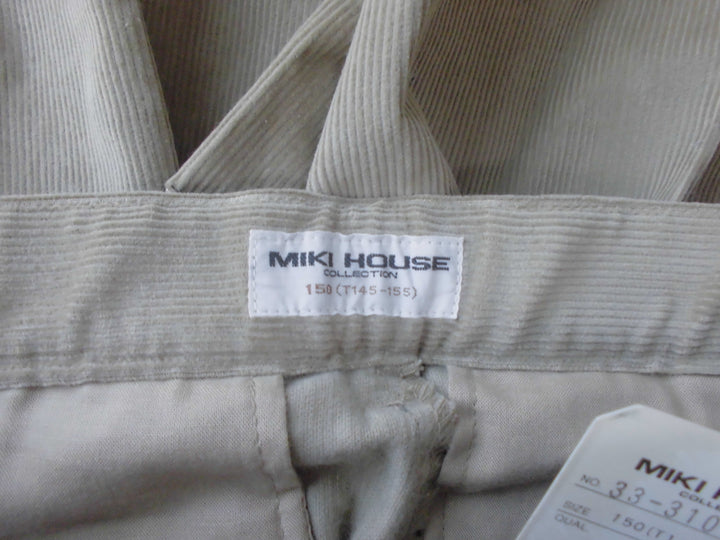 MIKI HOUSE
COLLECTION
150(T145-155)
MIKI
NO. 33-310
SIZE 150(T1
QUAL